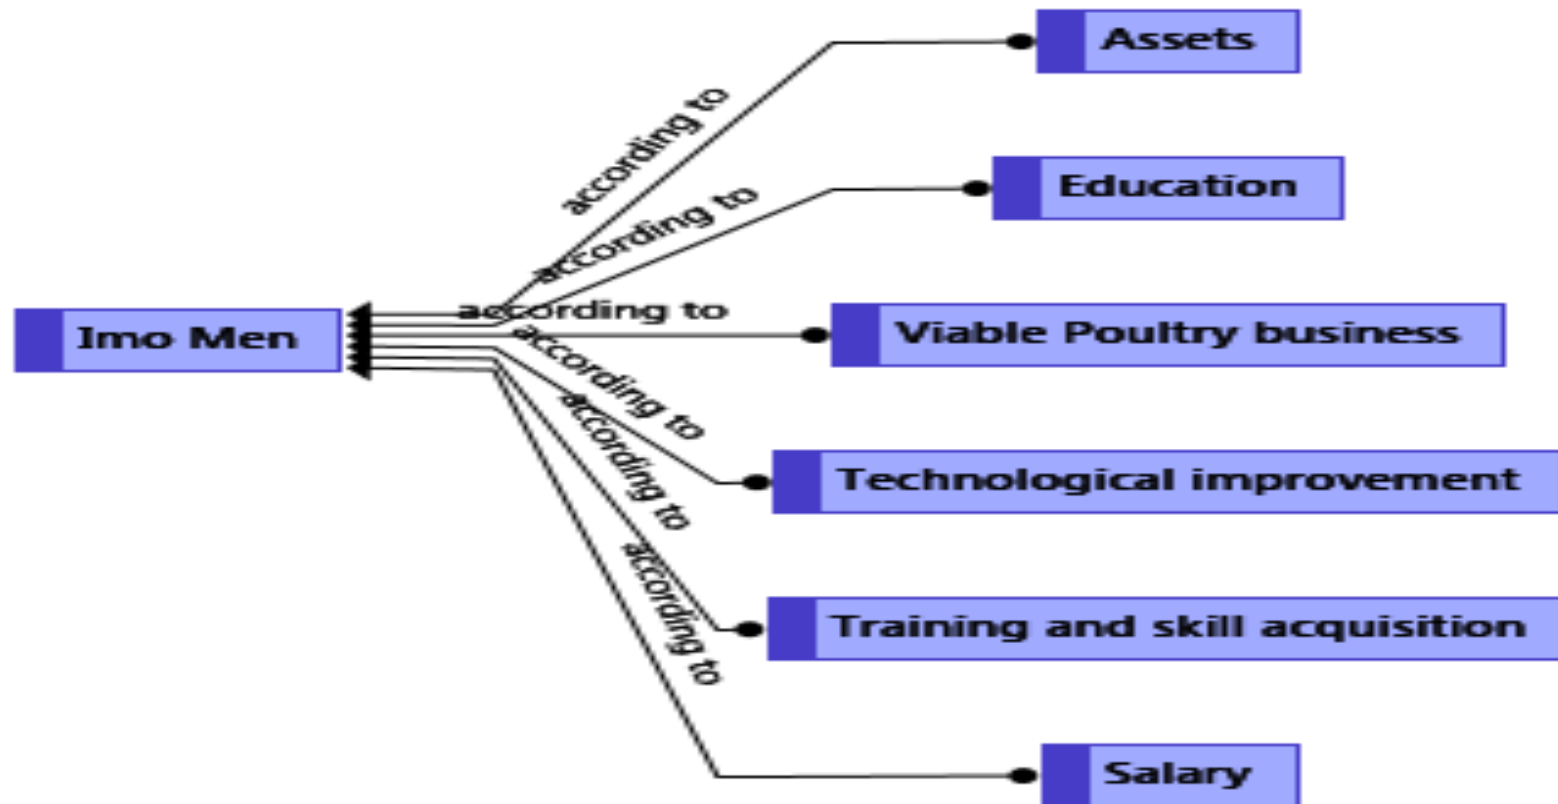 Assets
according to
Education
according to
Imo Men
according to
Viable Poultry business
according to
Technological improvement
according to
Training and skill acquisition
according to
Salary